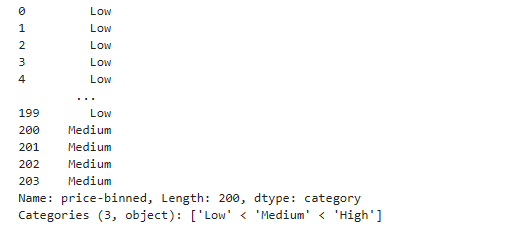 0         Low
1         Low
2         Low
3         Low
4         Low
        ...
199       Low
200    Medium
201    Medium
202    Medium
203    Medium
Name: price-binned, Length: 200, dtype: category
Categories (3, object): ['Low' < 'Medium' < 'High']